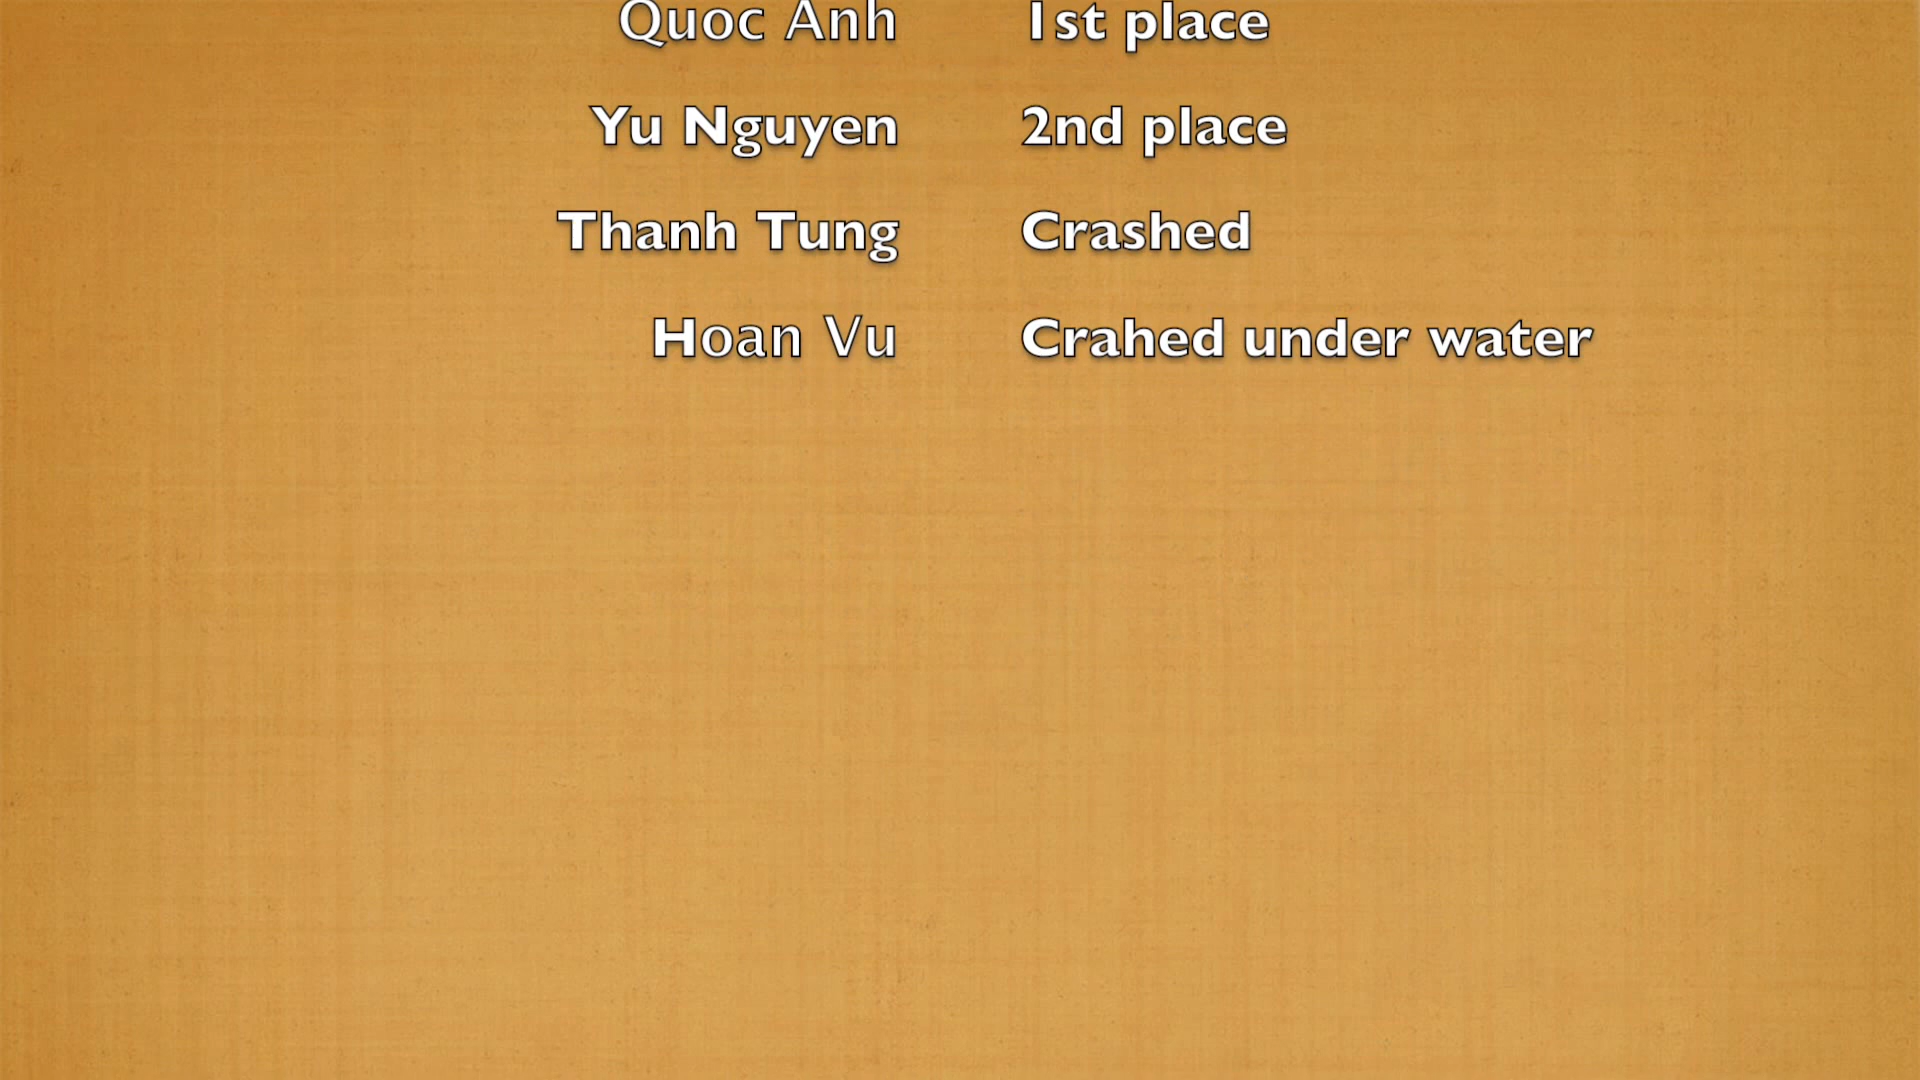 Quoc Anh 1st place
Yu Nguyen 2nd place
Thanh Tung Crashed
Hoan Vu Crahed under water